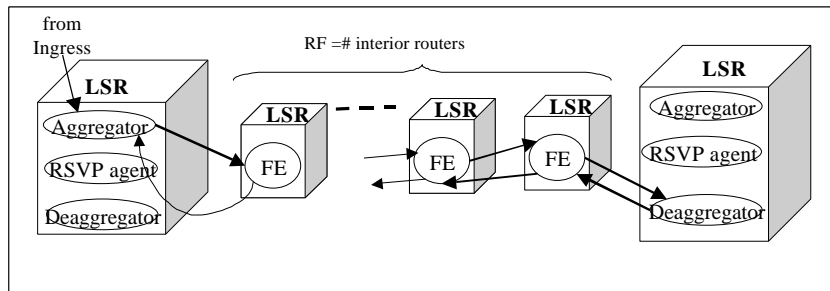 from
Ingress
RF =# interior routers
LSR
Aggregator
RSVP agent
Deaggregator
LSR
FE
LSR
FE
LSR
FE
LSR
Aggregator
RSVP agent
Deaggregator